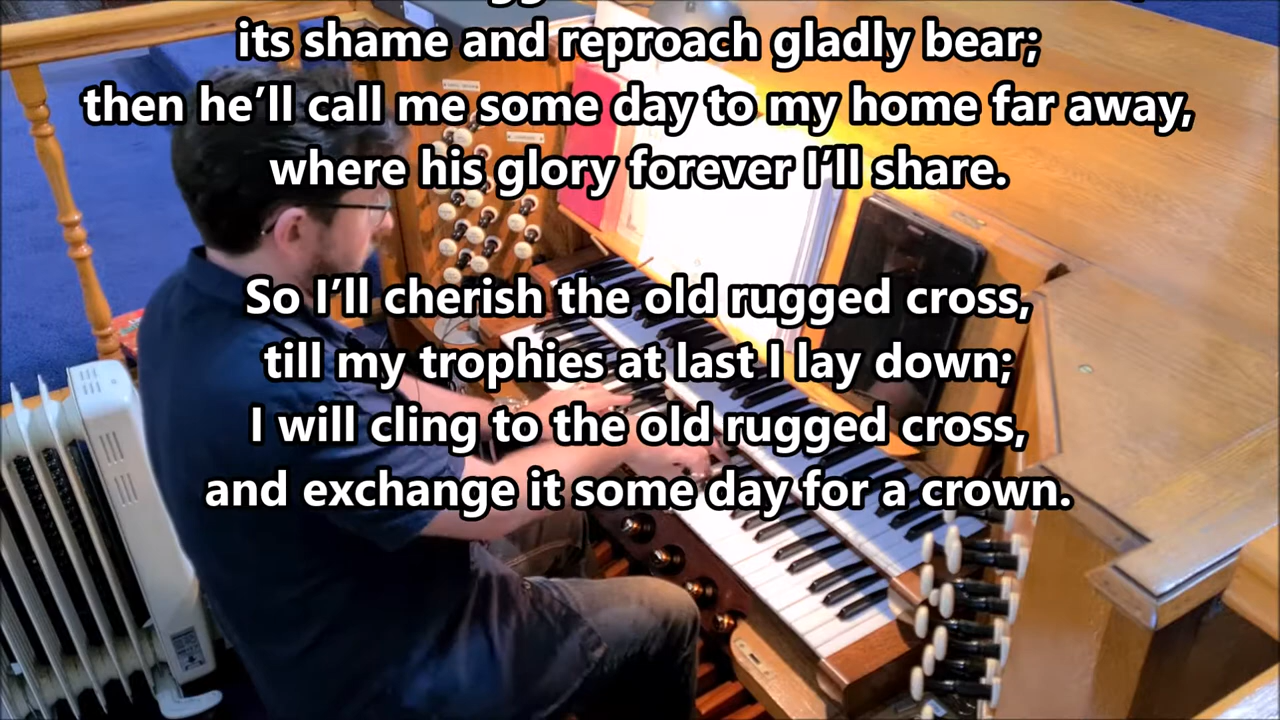 its shame and reproach gladly bear;
then he’ll call me some day to my home far away,
where his glory forever I’ll share.
So I’ll cherish the old rugged cross,
till my trophies at last I lay down;
I will cling to the old rugged cross,
and exchange it some day for a crown.